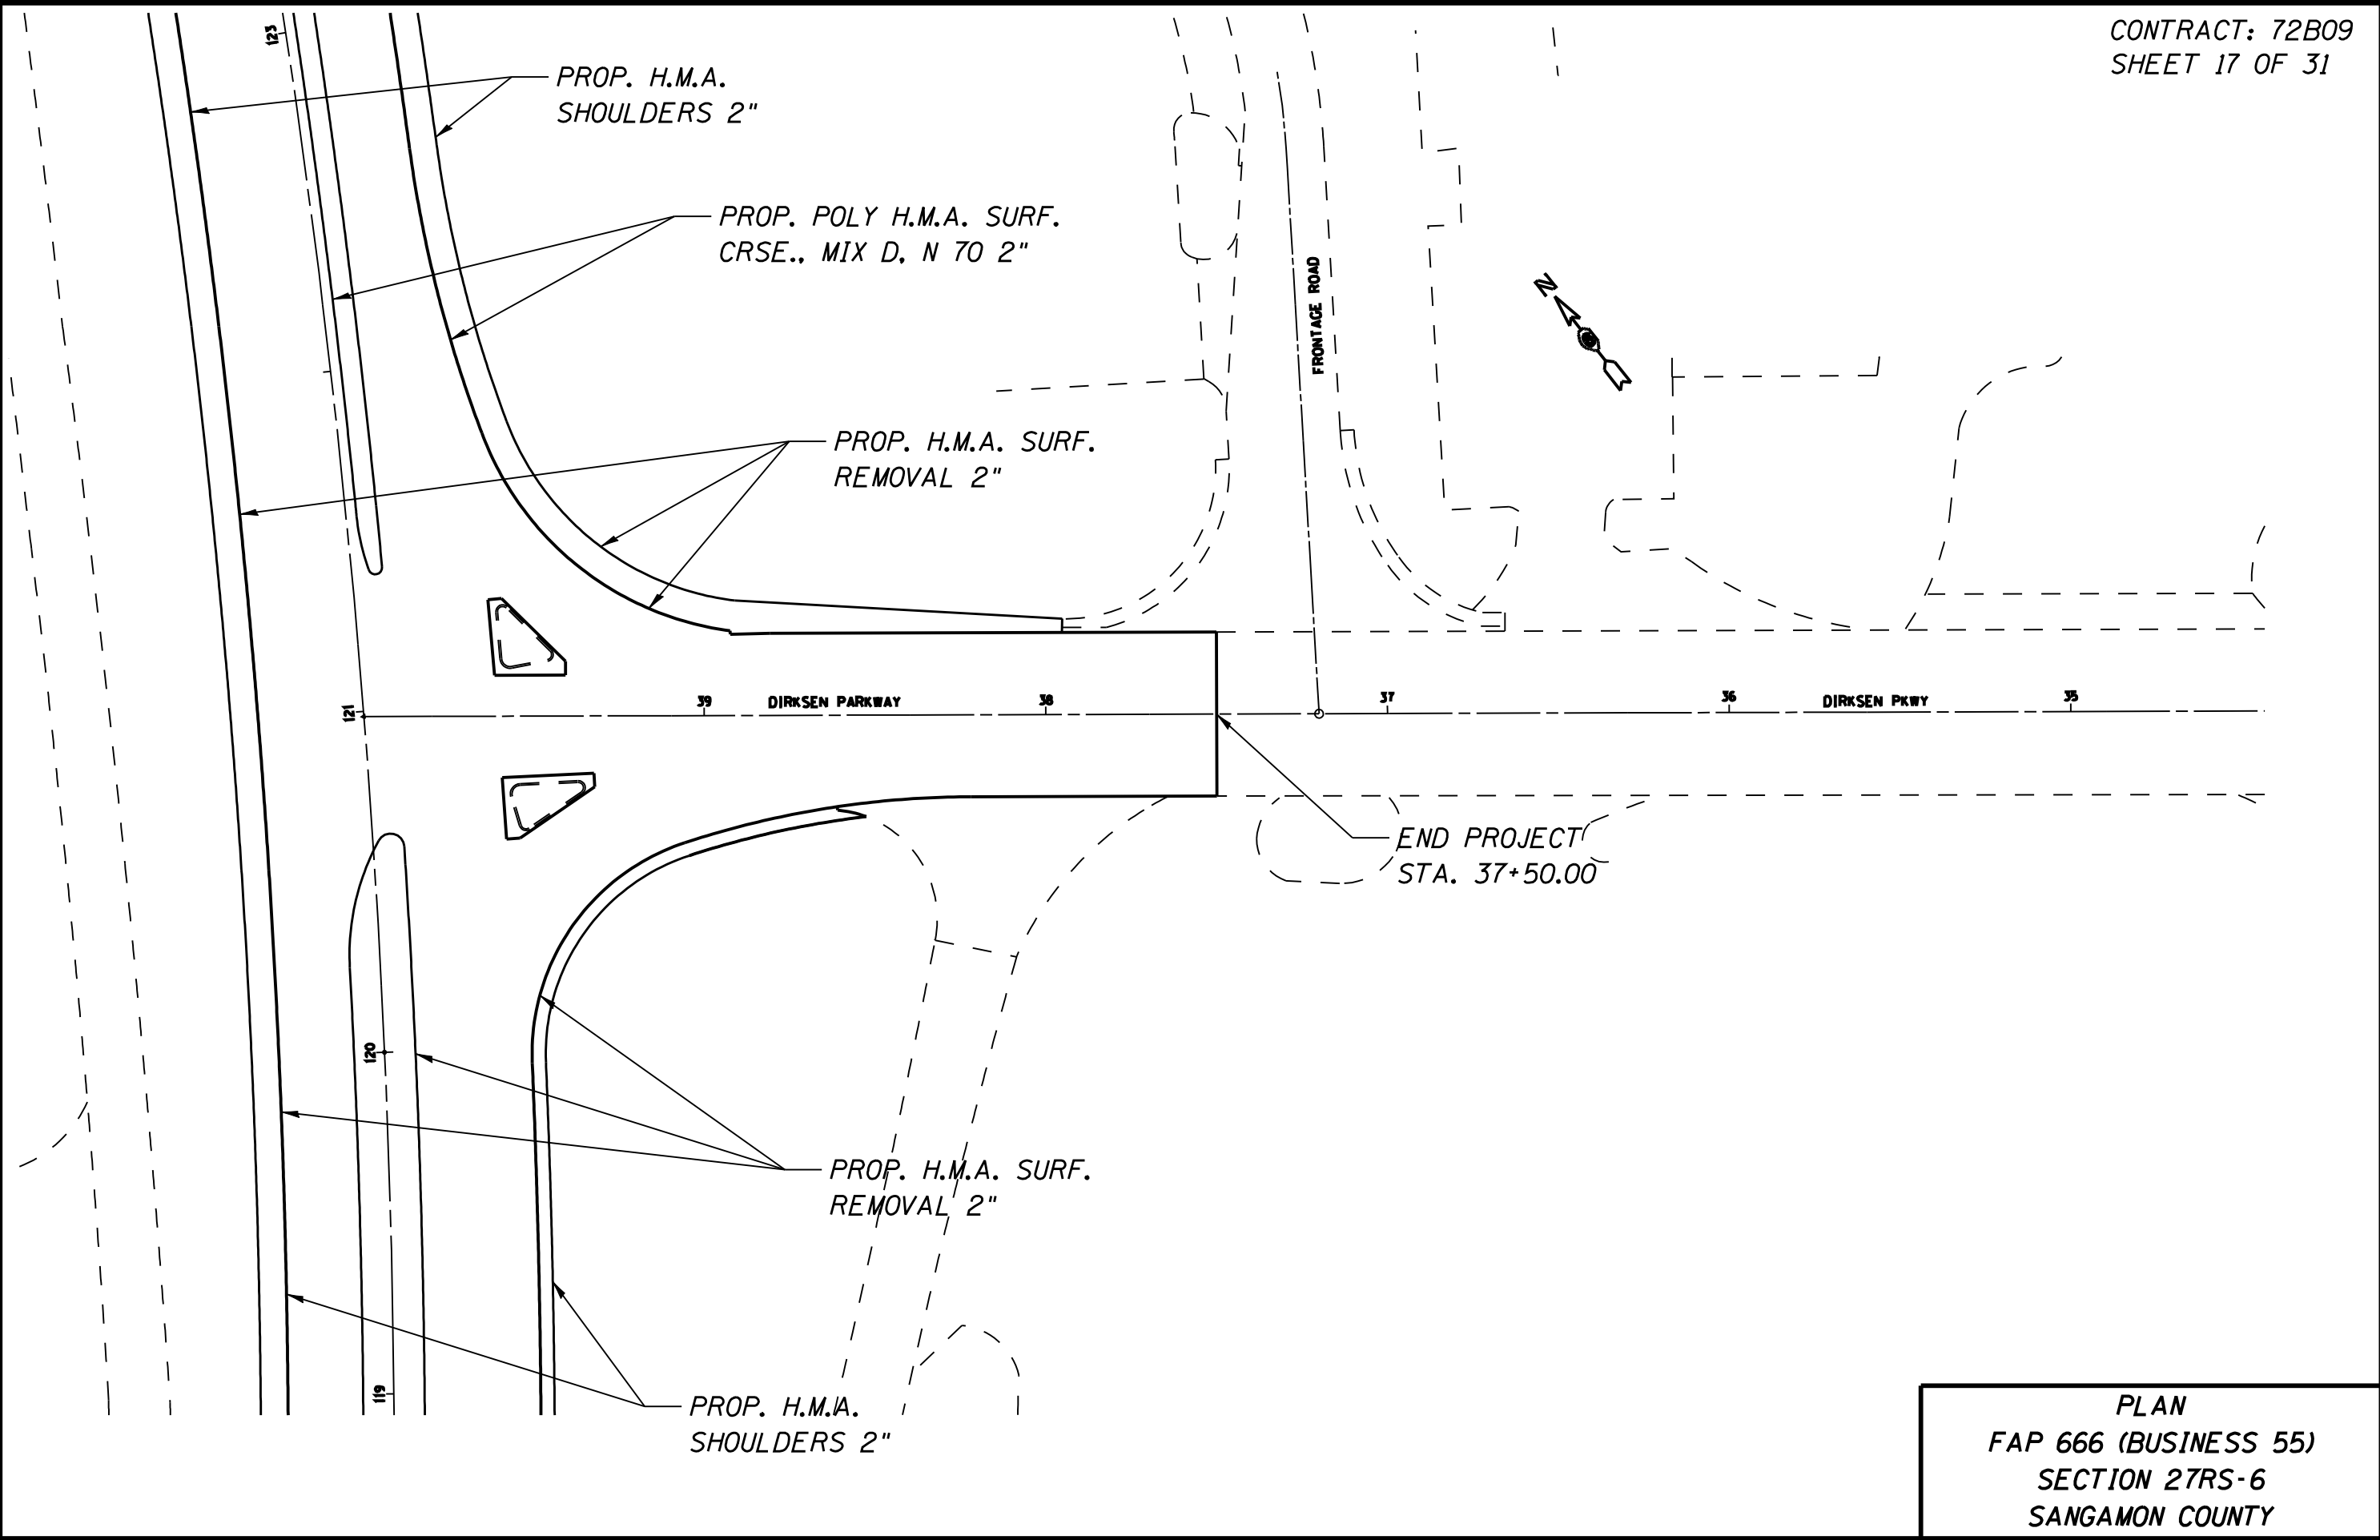 CONTRACT: 72B09
SHEET 17 OF 31
123
PROP. H.M.A.
SHOULDERS 2"
PROP. POLY H.M.A. SURF.
CRSE., MIX D, N 70 2"
FRONTAGE ROAD
N
PROP. H.M.A. SURF.
REMOVAL 2"
121
39
DIRKSEN PARKWAY
38
37
36
DIRKSEN PKWY
35
END PROJECT
STA. 37+50.00
120
PROP. H.M.A. SURF.
REMOVAL 2"
119
PROP. H.M.A.
SHOULDERS 2"
PLAN
FAP 666 (BUSINESS 55)
SECTION 27RS-6
SANGAMON COUNTY